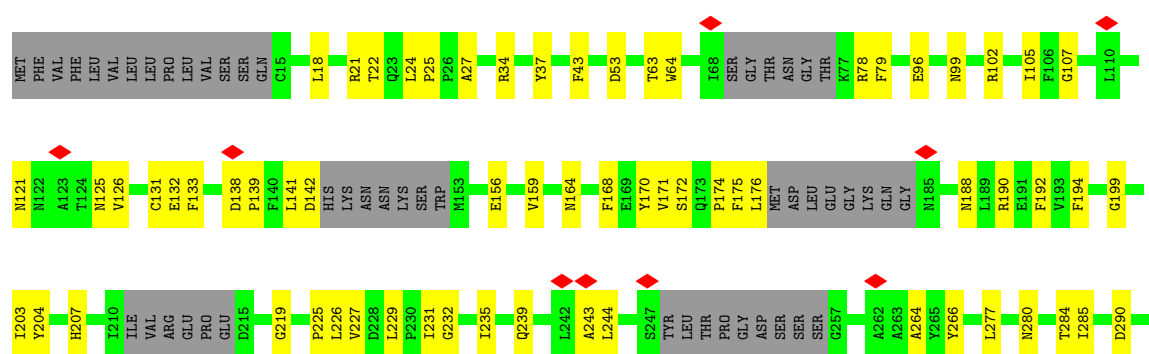 MET PHE VAL PHE LEU VAL LEU LEU PRO LEU VAL SER SER GLN C15 L18 R21 T22 Q23 L24 P25 P26 A27 R34 Y37 F43 D53 T63 W64 I68 SER GLY THR ASN GLY THR K77 R78 F79 E96 N99 R102 I105 F106 G107 L110
N121 N122 A123 T124 N125 V126 C131 E132 F133 D138 P139 F140 L141 D142 HIS LYS ASN ASN LYS SER TRP M153 E156 V159 N164 F168 E169 Y170 V171 S172 Q173 P174 F175 L176 MET ASP LEU GLU GLY LYS GLN GLY N185 N188 L189 R190 E191 F192 V193 F194 G199
I203 Y204 H207 I210 ILE VAL ARG GLU PRO GLU D215 G219 P225 L226 V227 D228 L229 P230 I231 G232 I235 Q239 L242 A243 L244 S247 TYR LEU THR PRO GLY ASP SER SER SER G257 A262 A263 A264 Y265 Y266 L277 N280 T284 I285 D290